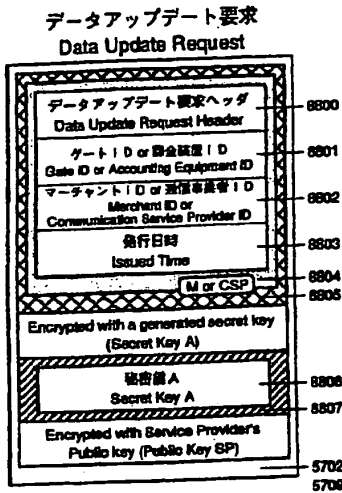 データアップデート要求
Data Update Request
データアップデート要求ヘッダ
Data Update Request Header
8800
ゲートID or 課金装置ID
Gate ID or Accounting Equipment ID
8801
マーチャントID or 通信事業者ID
Merchant ID or
Communication Service Provider ID
8802
発行日時
Issued Time
8803
M or CSP
8804
8805
Encrypted with a generated secret key
(Secret Key A)
秘密鍵A
Secret Key A
8806
8807
Encrypted with Service Provider's
Public key (Public Key SP)
5702
5709